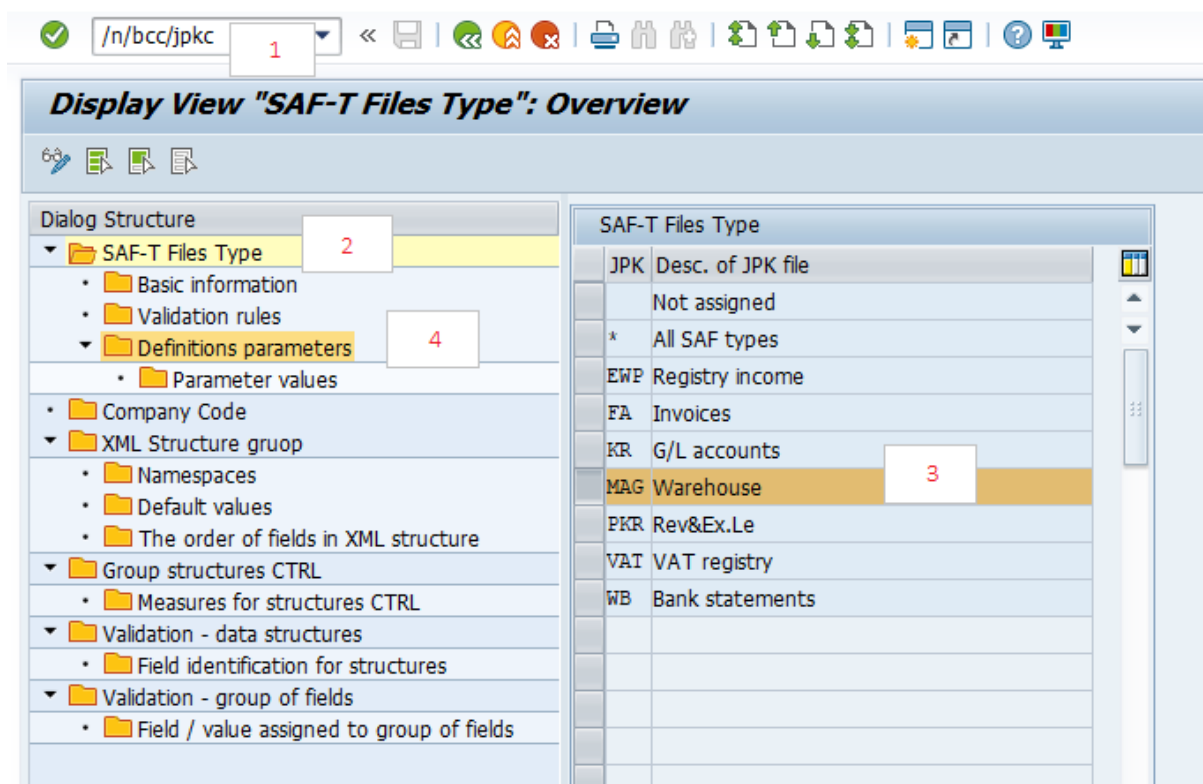 /n/bcc/jpkc
1
Display View "SAF-T Files Type": Overview
Dialog Structure
SAF-T Files Type
2
Basic information
Validation rules
Definitions parameters
4
Parameter values
Company Code
XML Structure gruop
Namespaces
Default values
The order of fields in XML structure
Group structures CTRL
Measures for structures CTRL
Validation - data structures
Field identification for structures
Validation - group of fields
Field / value assigned to group of fields
SAF-T Files Type
JPK Desc. of JPK file
Not assigned
* All SAF types
EWP Registry income
FA Invoices
KR G/L accounts
MAG Warehouse
3
PKR Rev&Ex.Le
VAT VAT registry
WB Bank statements